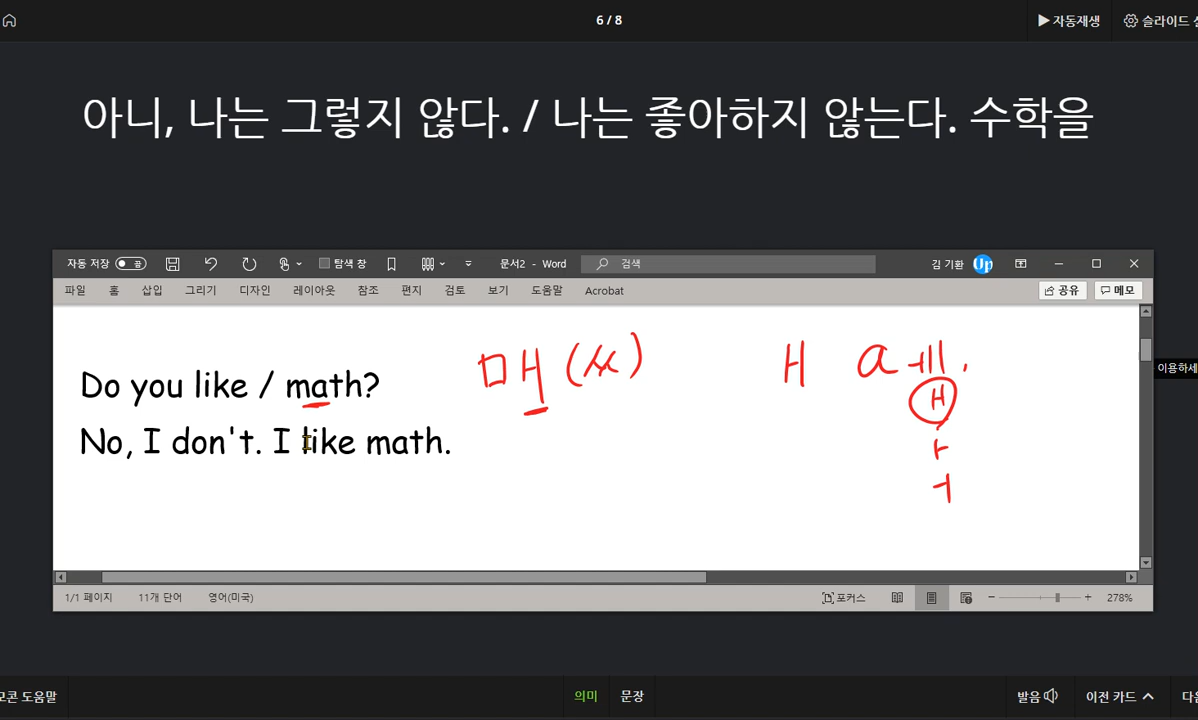 6 / 8
▶자동재생
슬라이드
아니, 나는 그렇지 않다. / 나는 좋아하지 않는다. 수학을
자동 저장 끔
탐색 창
문서2 - Word
검색
김 기환
Up
파일 홈 삽입 그리기 디자인 레이아웃 참조 편지 검토 보기 도움말 Acrobat
공유 메모
매(쓰) ㅐ a ㅔ.
ㅐ
ㅏ
ㅓ
Do you like / math?
No, I don't. I like math.
이용하세
1/1 페이지 11개 단어 영어(미국)
포커스
278%
도움말
의미 문장
발음 이전 카드